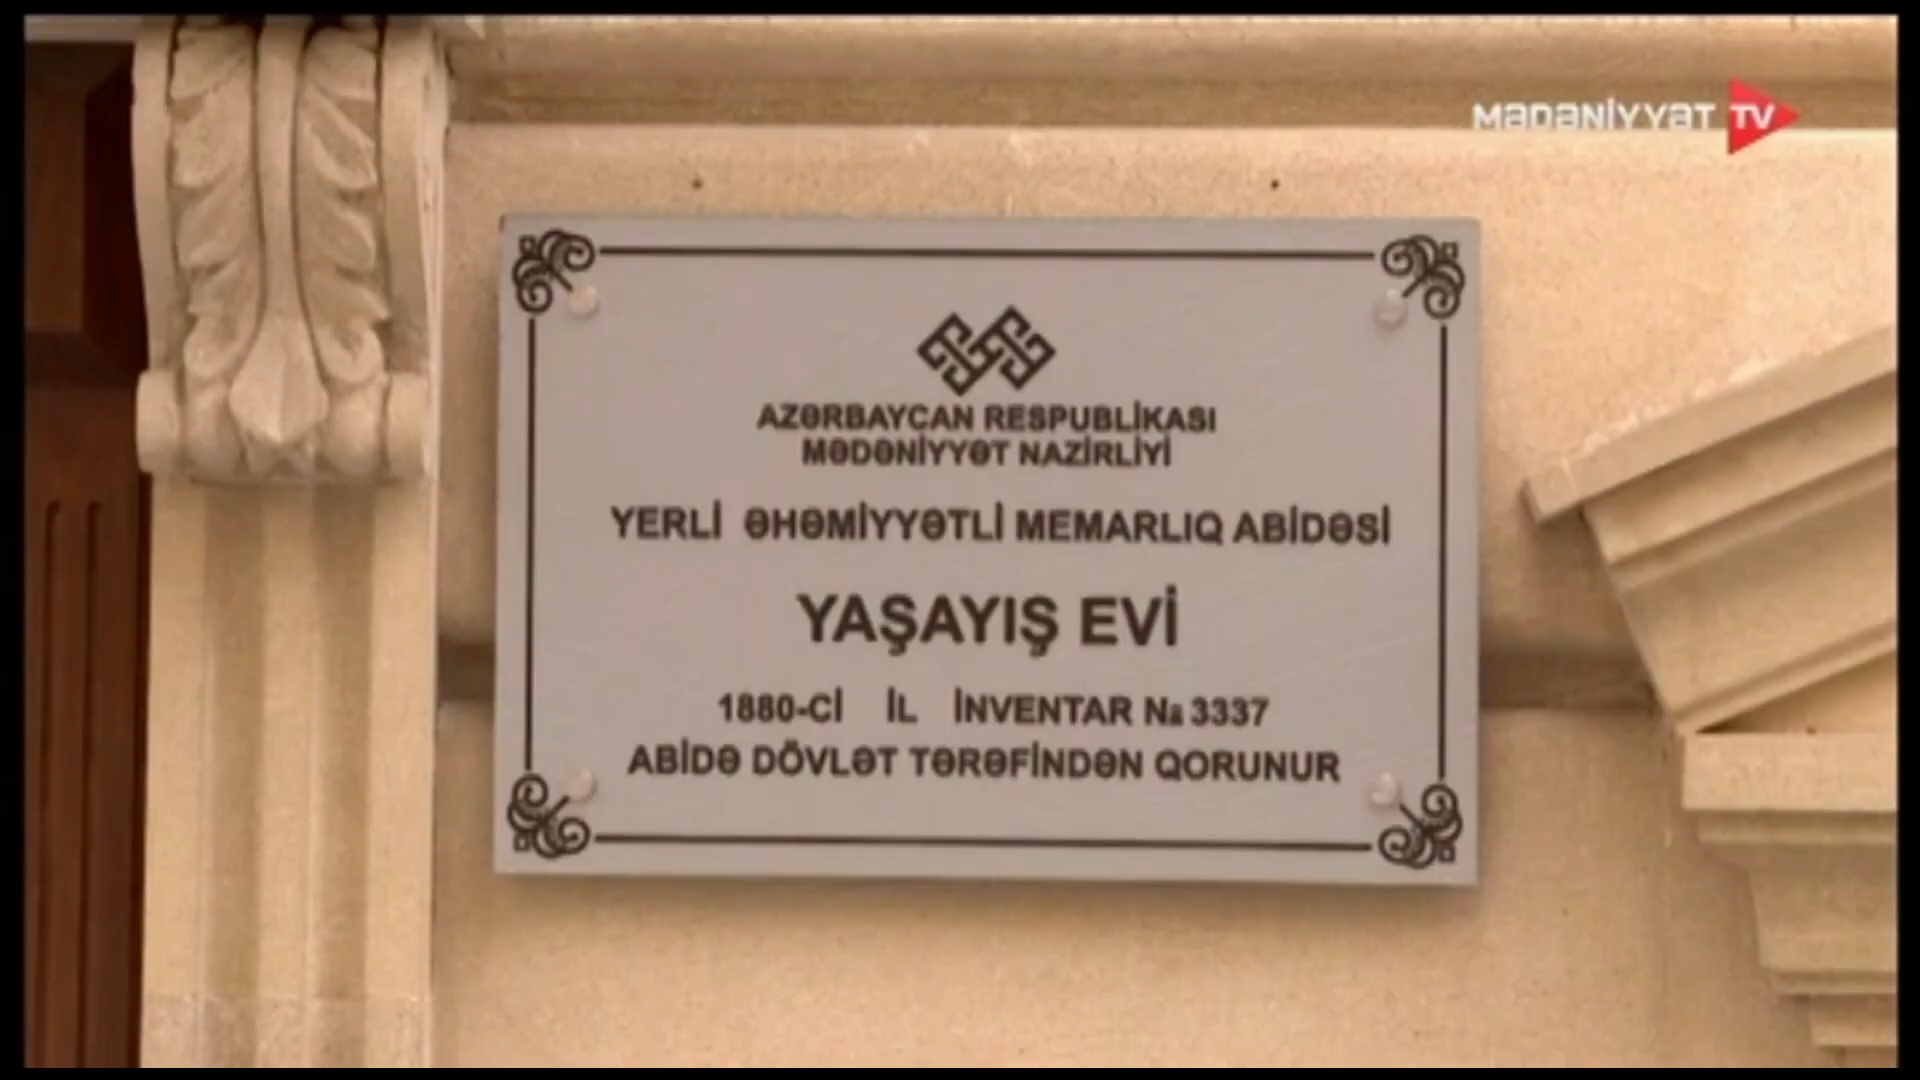 MƏDƏNİYYƏT TV
AZƏRBAYCAN RESPUBLİKASI
MƏDƏNİYYƏT NAZİRLİYİ
YERLİ ƏHƏMİYYƏTLİ MEMARLIQ ABİDƏSİ
YAŞAYIŞ EVİ
1880-Cİ İL İNVENTAR № 3337
ABİDƏ DÖVLƏT TƏRƏFİNDƏN QORUNUR